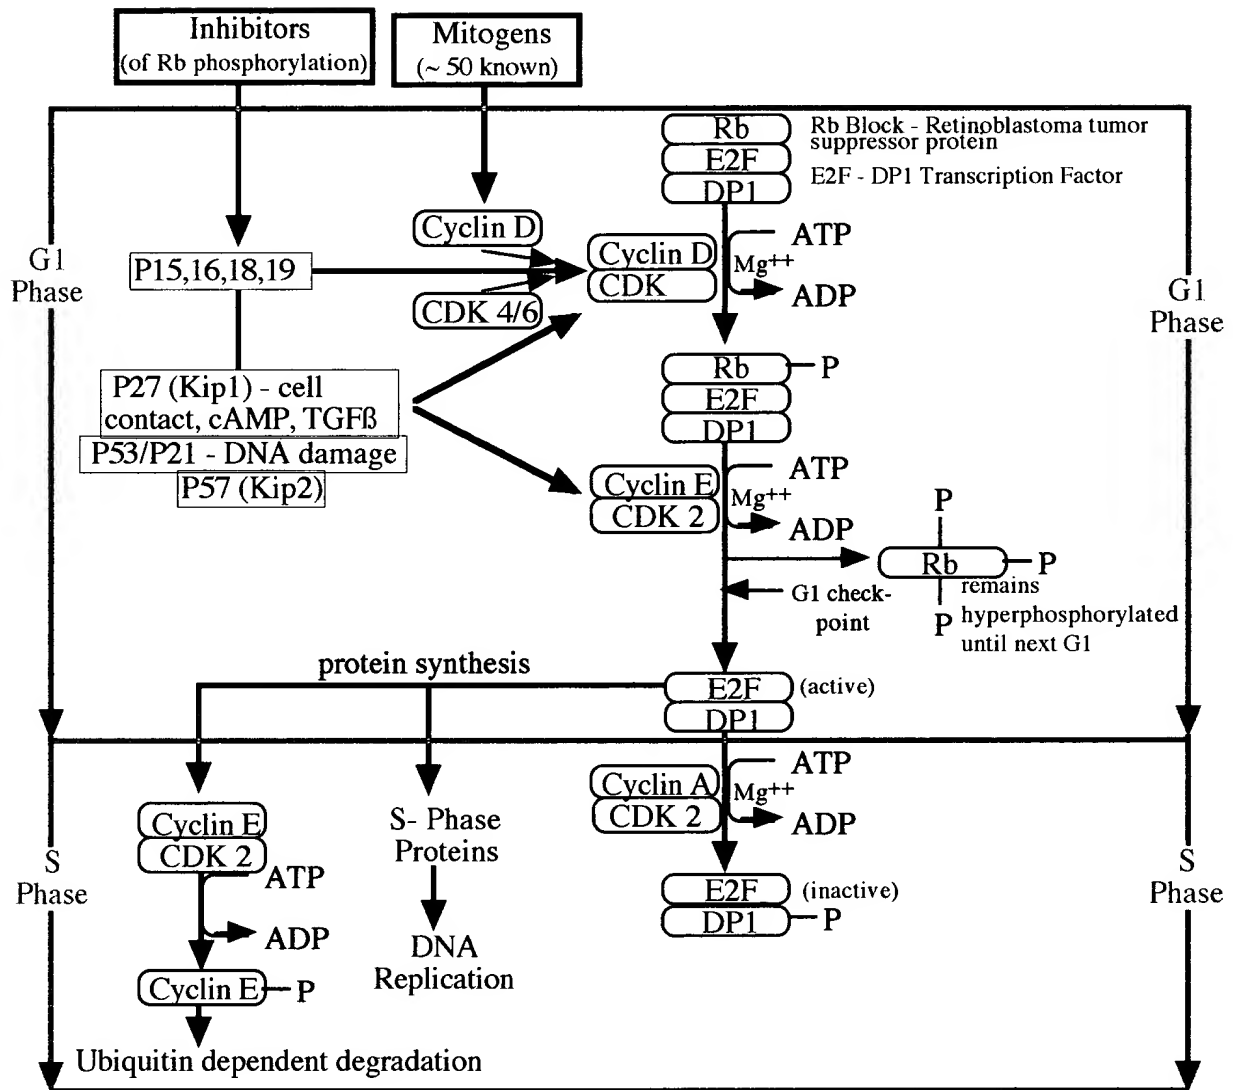 Inhibitors
(of Rb phosphorylation)
Mitogens
(~ 50 known)
Rb
E2F
DP1
Rb Block - Retinoblastoma tumor
suppressor protein
E2F - DP1 Transcription Factor
G1
Phase
P15,16,18,19
Cyclin D
CDK 4/6
Cyclin D
CDK
ATP
Mg++
ADP
G1
Phase
P27 (Kip1) - cell
contact, cAMP, TGFß
P53/P21 - DNA damage
P57 (Kip2)
Rb
P
E2F
DP1
Cyclin E
CDK 2
ATP
Mg++
ADP
P
Rb
P
P
remains
hyperphosphorylated
until next G1
G1 check-
point
protein synthesis
E2F
(active)
DP1
S
Phase
Cyclin E
CDK 2
ATP
ADP
Cyclin E
P
Ubiquitin dependent degradation
S- Phase
Proteins
DNA
Replication
Cyclin A
CDK 2
ATP
Mg++
ADP
E2F
(inactive)
DP1
P
S
Phase